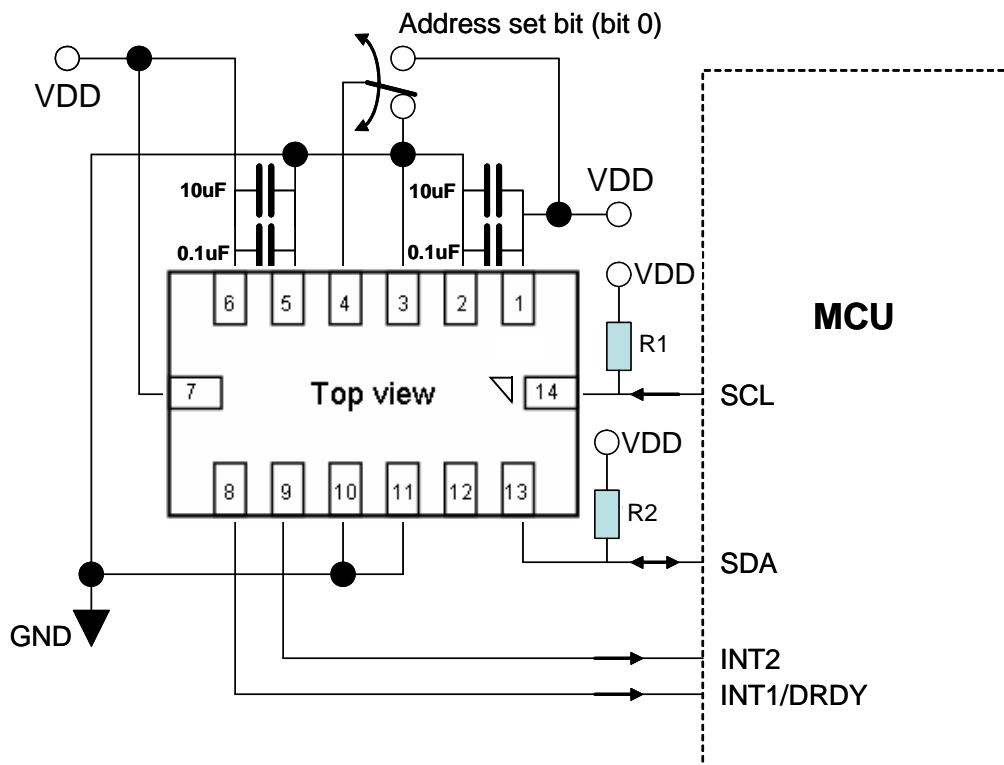 Address set bit (bit 0)
VDD
10uF
10uF
VDD
0.1uF
0.1uF
VDD
6
5
4
3
2
1
MCU
R1
7
Top view
14
SCL
VDD
8
9
10
11
12
13
R2
SDA
GND
INT2
INT1/DRDY